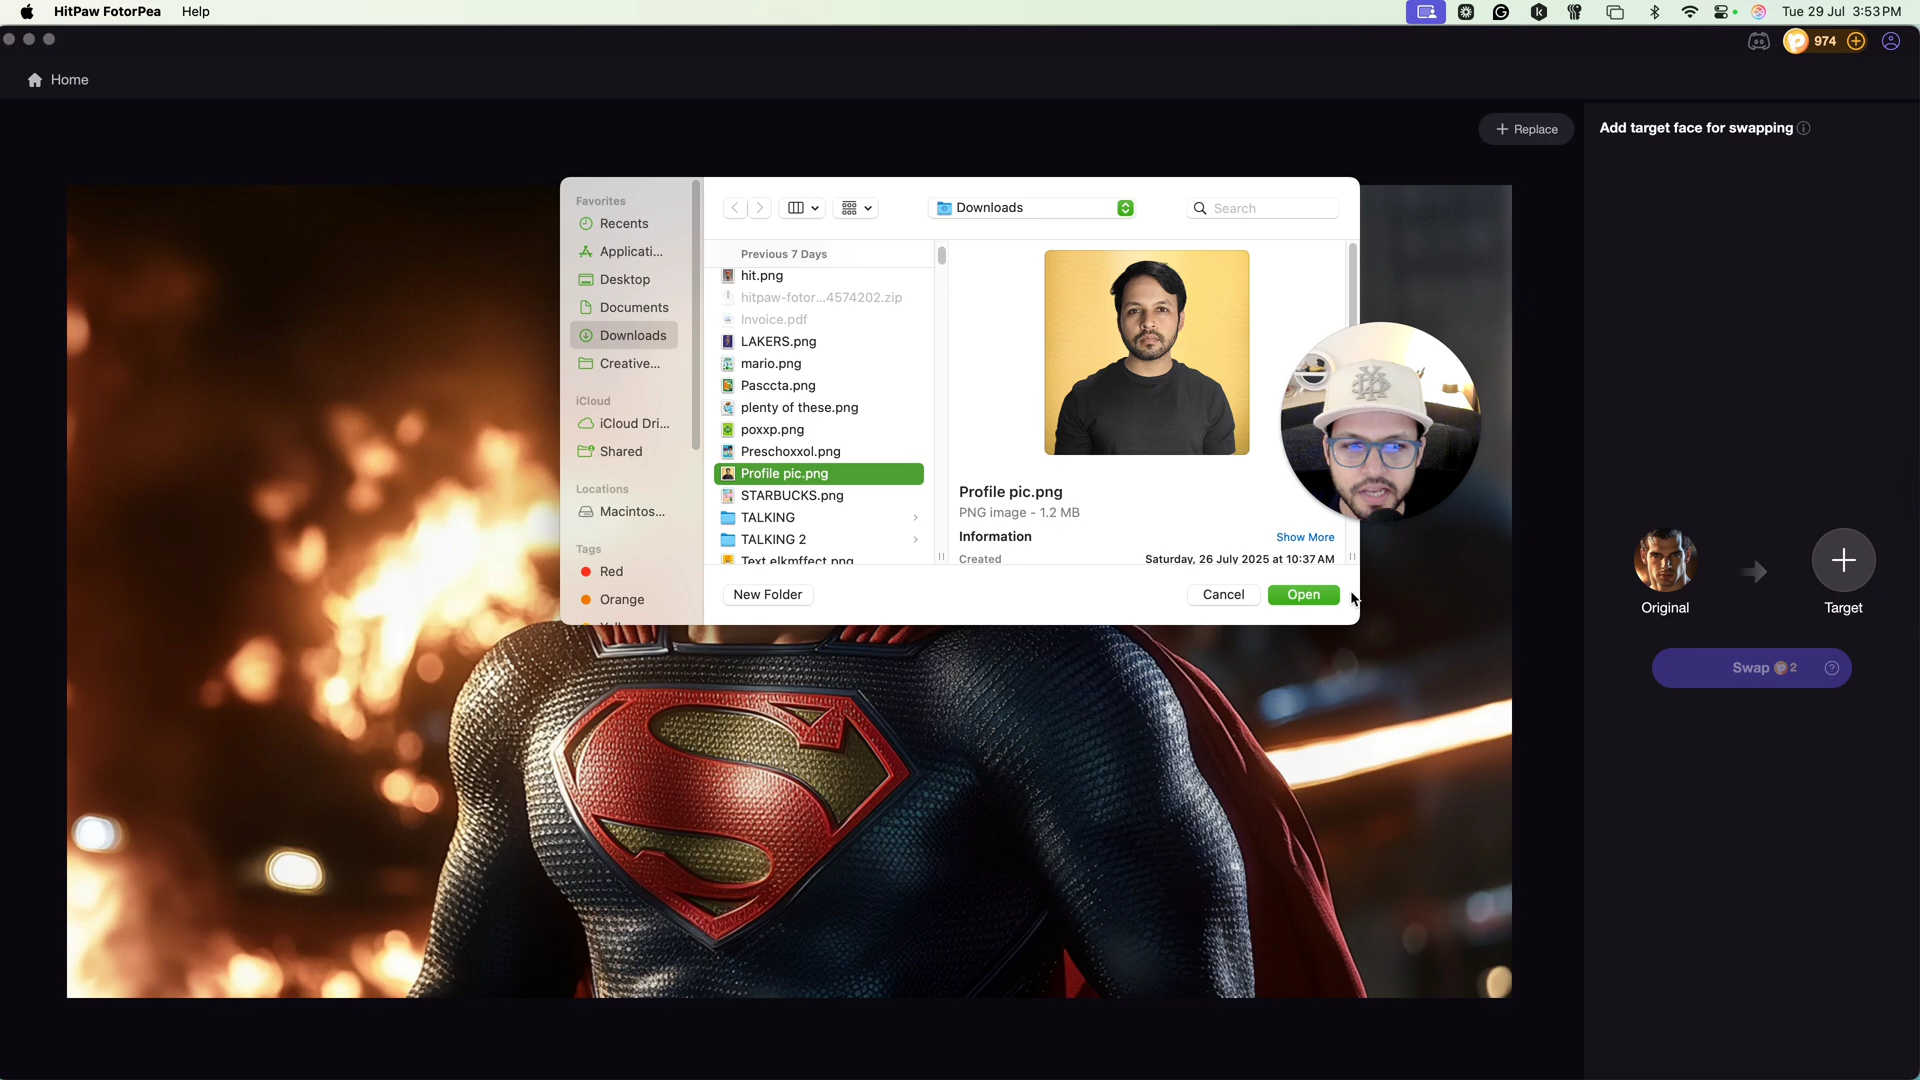 HitPaw FotorPea Help
Tue 29 Jul 3:53 PM
974
Home
Replace
Add target face for swapping
Favorites
Recents
Applicati...
Desktop
Documents
Downloads
Creative...
iCloud
iCloud Dri...
Shared
Locations
Macintos...
Tags
Red
Orange
Downloads
Search
Previous 7 Days
hit.png
hitpaw-fotor...4574202.zip
Invoice.pdf
LAKERS.png
mario.png
Pasccta.png
plenty of these.png
poxxp.png
Preschoxxol.png
Profile pic.png
STARBUCKS.png
TALKING
TALKING 2
Text elkmffect.png
Profile pic.png
PNG image - 1.2 MB
Information Show More
Created Saturday, 26 July 2025 at 10:37 AM
New Folder
Cancel
Open
Original
Target
Swap 2